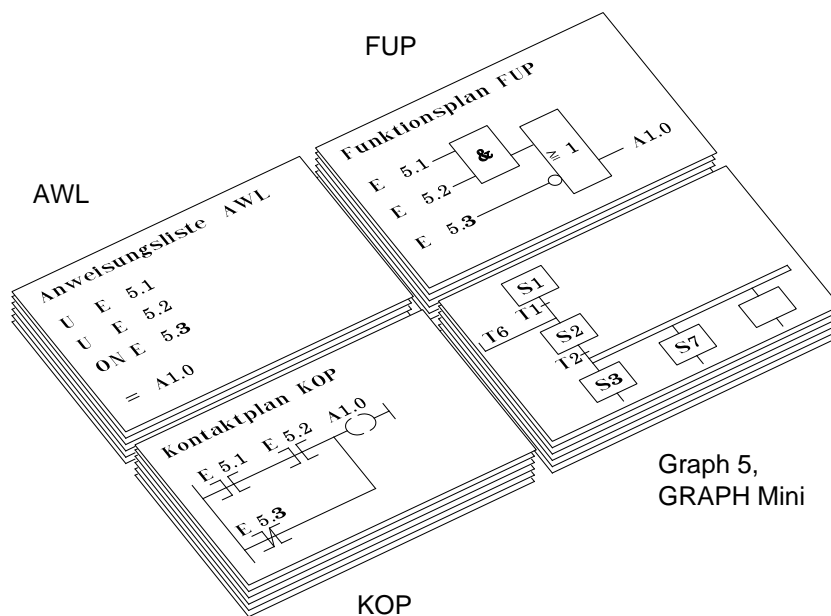 FUP
Funktionsplan FUP
E 5.1
E 5.2
E 5.3
&
≧ 1
A1.0
AWL
Anweisungsliste AWL
U E 5.1
U E 5.2
ON E 5.3
= A1.0
S1
T1
T6
S2
T2
S3
S7
Kontaktplan KOP
E 5.1
E 5.2
A1.0
E 5.3
Graph 5,
GRAPH Mini
KOP